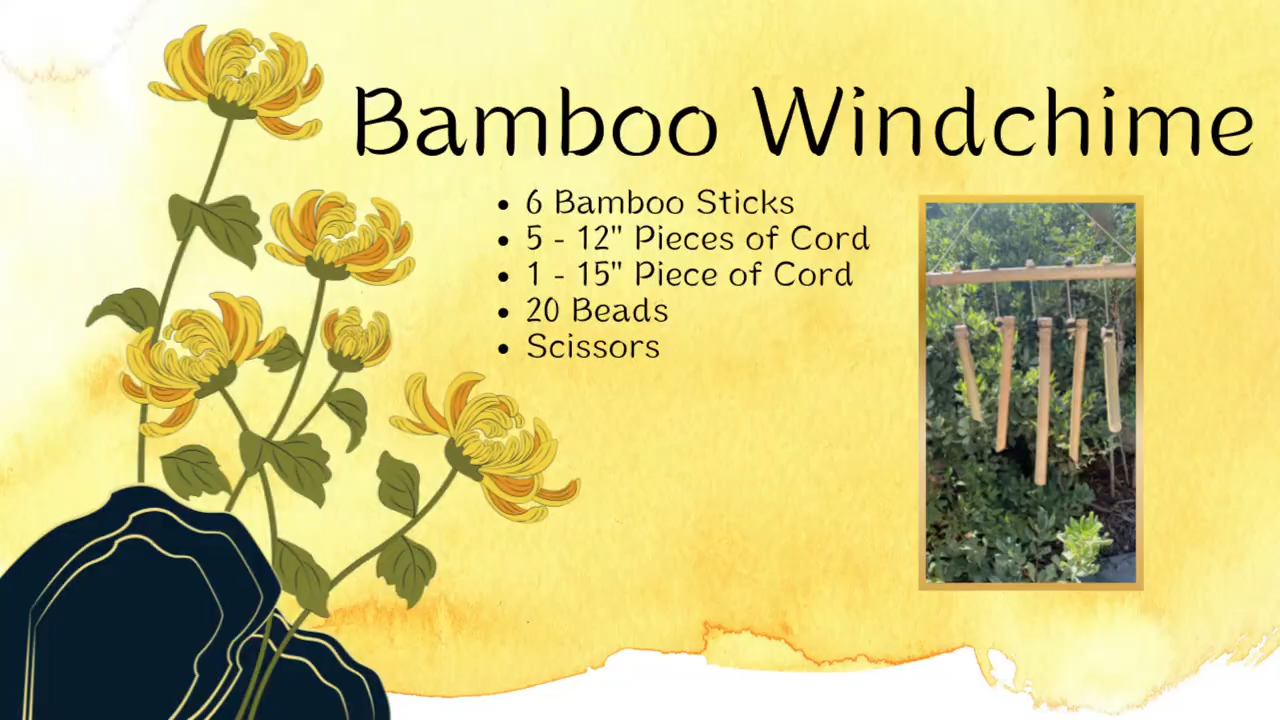 Bamboo Windchime
• 6 Bamboo Sticks
• 5 - 12" Pieces of Cord
• 1 - 15" Piece of Cord
• 20 Beads
• Scissors